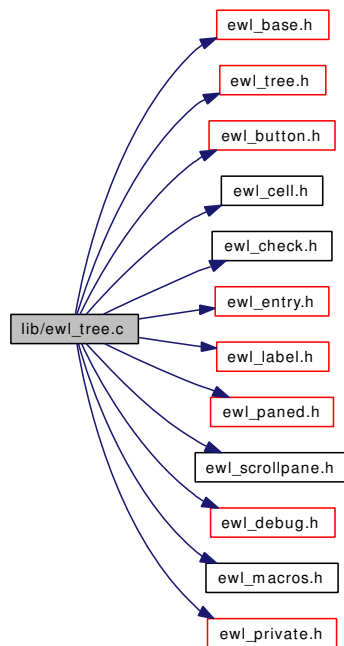 ewl_base.h
ewl_tree.h
ewl_button.h
ewl_cell.h
ewl_check.h
ewl_entry.h
lib/ewl_tree.c
ewl_label.h
ewl_paned.h
ewl_scrollpane.h
ewl_debug.h
ewl_macros.h
ewl_private.h